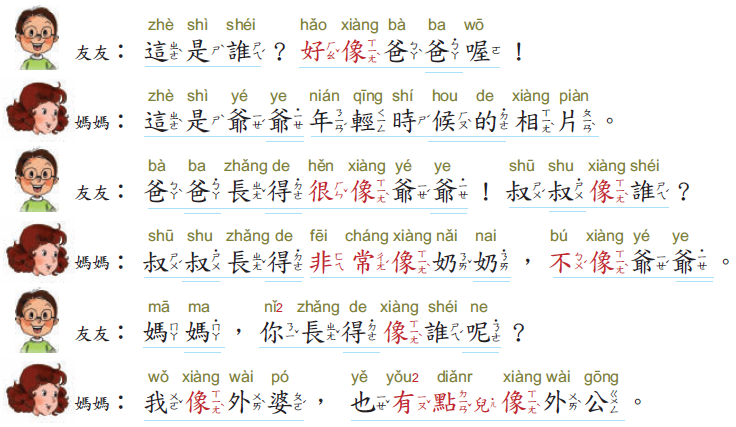 zhè shì shéi hǎo xiàng bà ba wō
友友：這是誰？好像爸爸喔！
zhè shì yé ye nián qīng shí hou de xiàng piàn
媽媽：這是爺爺年輕時候的相片。
bà ba zhǎng de hěn xiàng yé ye shū shu xiàng shéi
友友：爸爸長得很像爺爺！叔叔像誰？
shū shu zhǎng de fēi cháng xiàng nǎi nai bú xiàng yé ye
媽媽：叔叔長得非常像奶奶，不像爺爺。
mā ma nǐ2 zhǎng de xiàng shéi ne
友友：媽媽，你長得像誰呢？
wǒ xiàng wài pó yě yǒu2 diǎnr xiàng wài gōng
媽媽：我像外婆，也有點兒像外公。